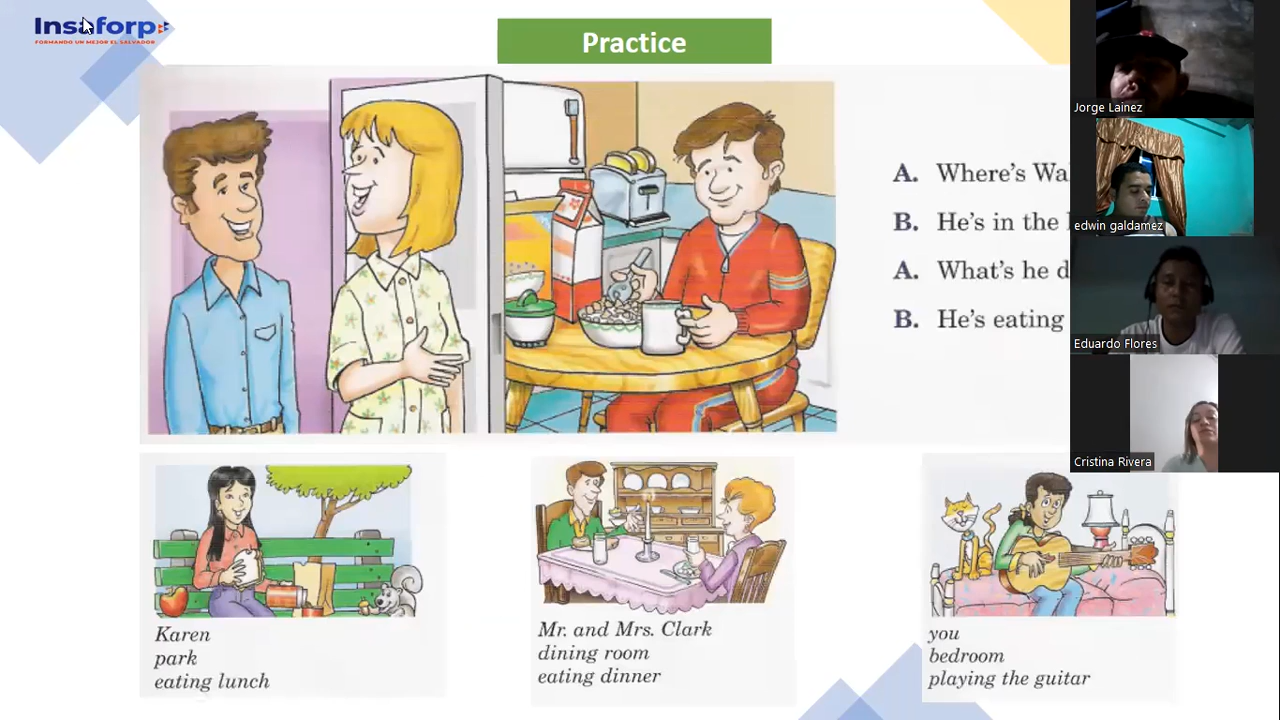 Insaforp
FORMANDO UN MEJOR EL SALVADOR
Practice
A. Where's Wa
B. He's in the
A. What's he d
B. He's eating
Karen
park
eating lunch
Mr. and Mrs. Clark
dining room
eating dinner
you
bedroom
playing the guitar
Jorge Lainez
edwin galdamez
Eduardo Flores
Cristina Rivera